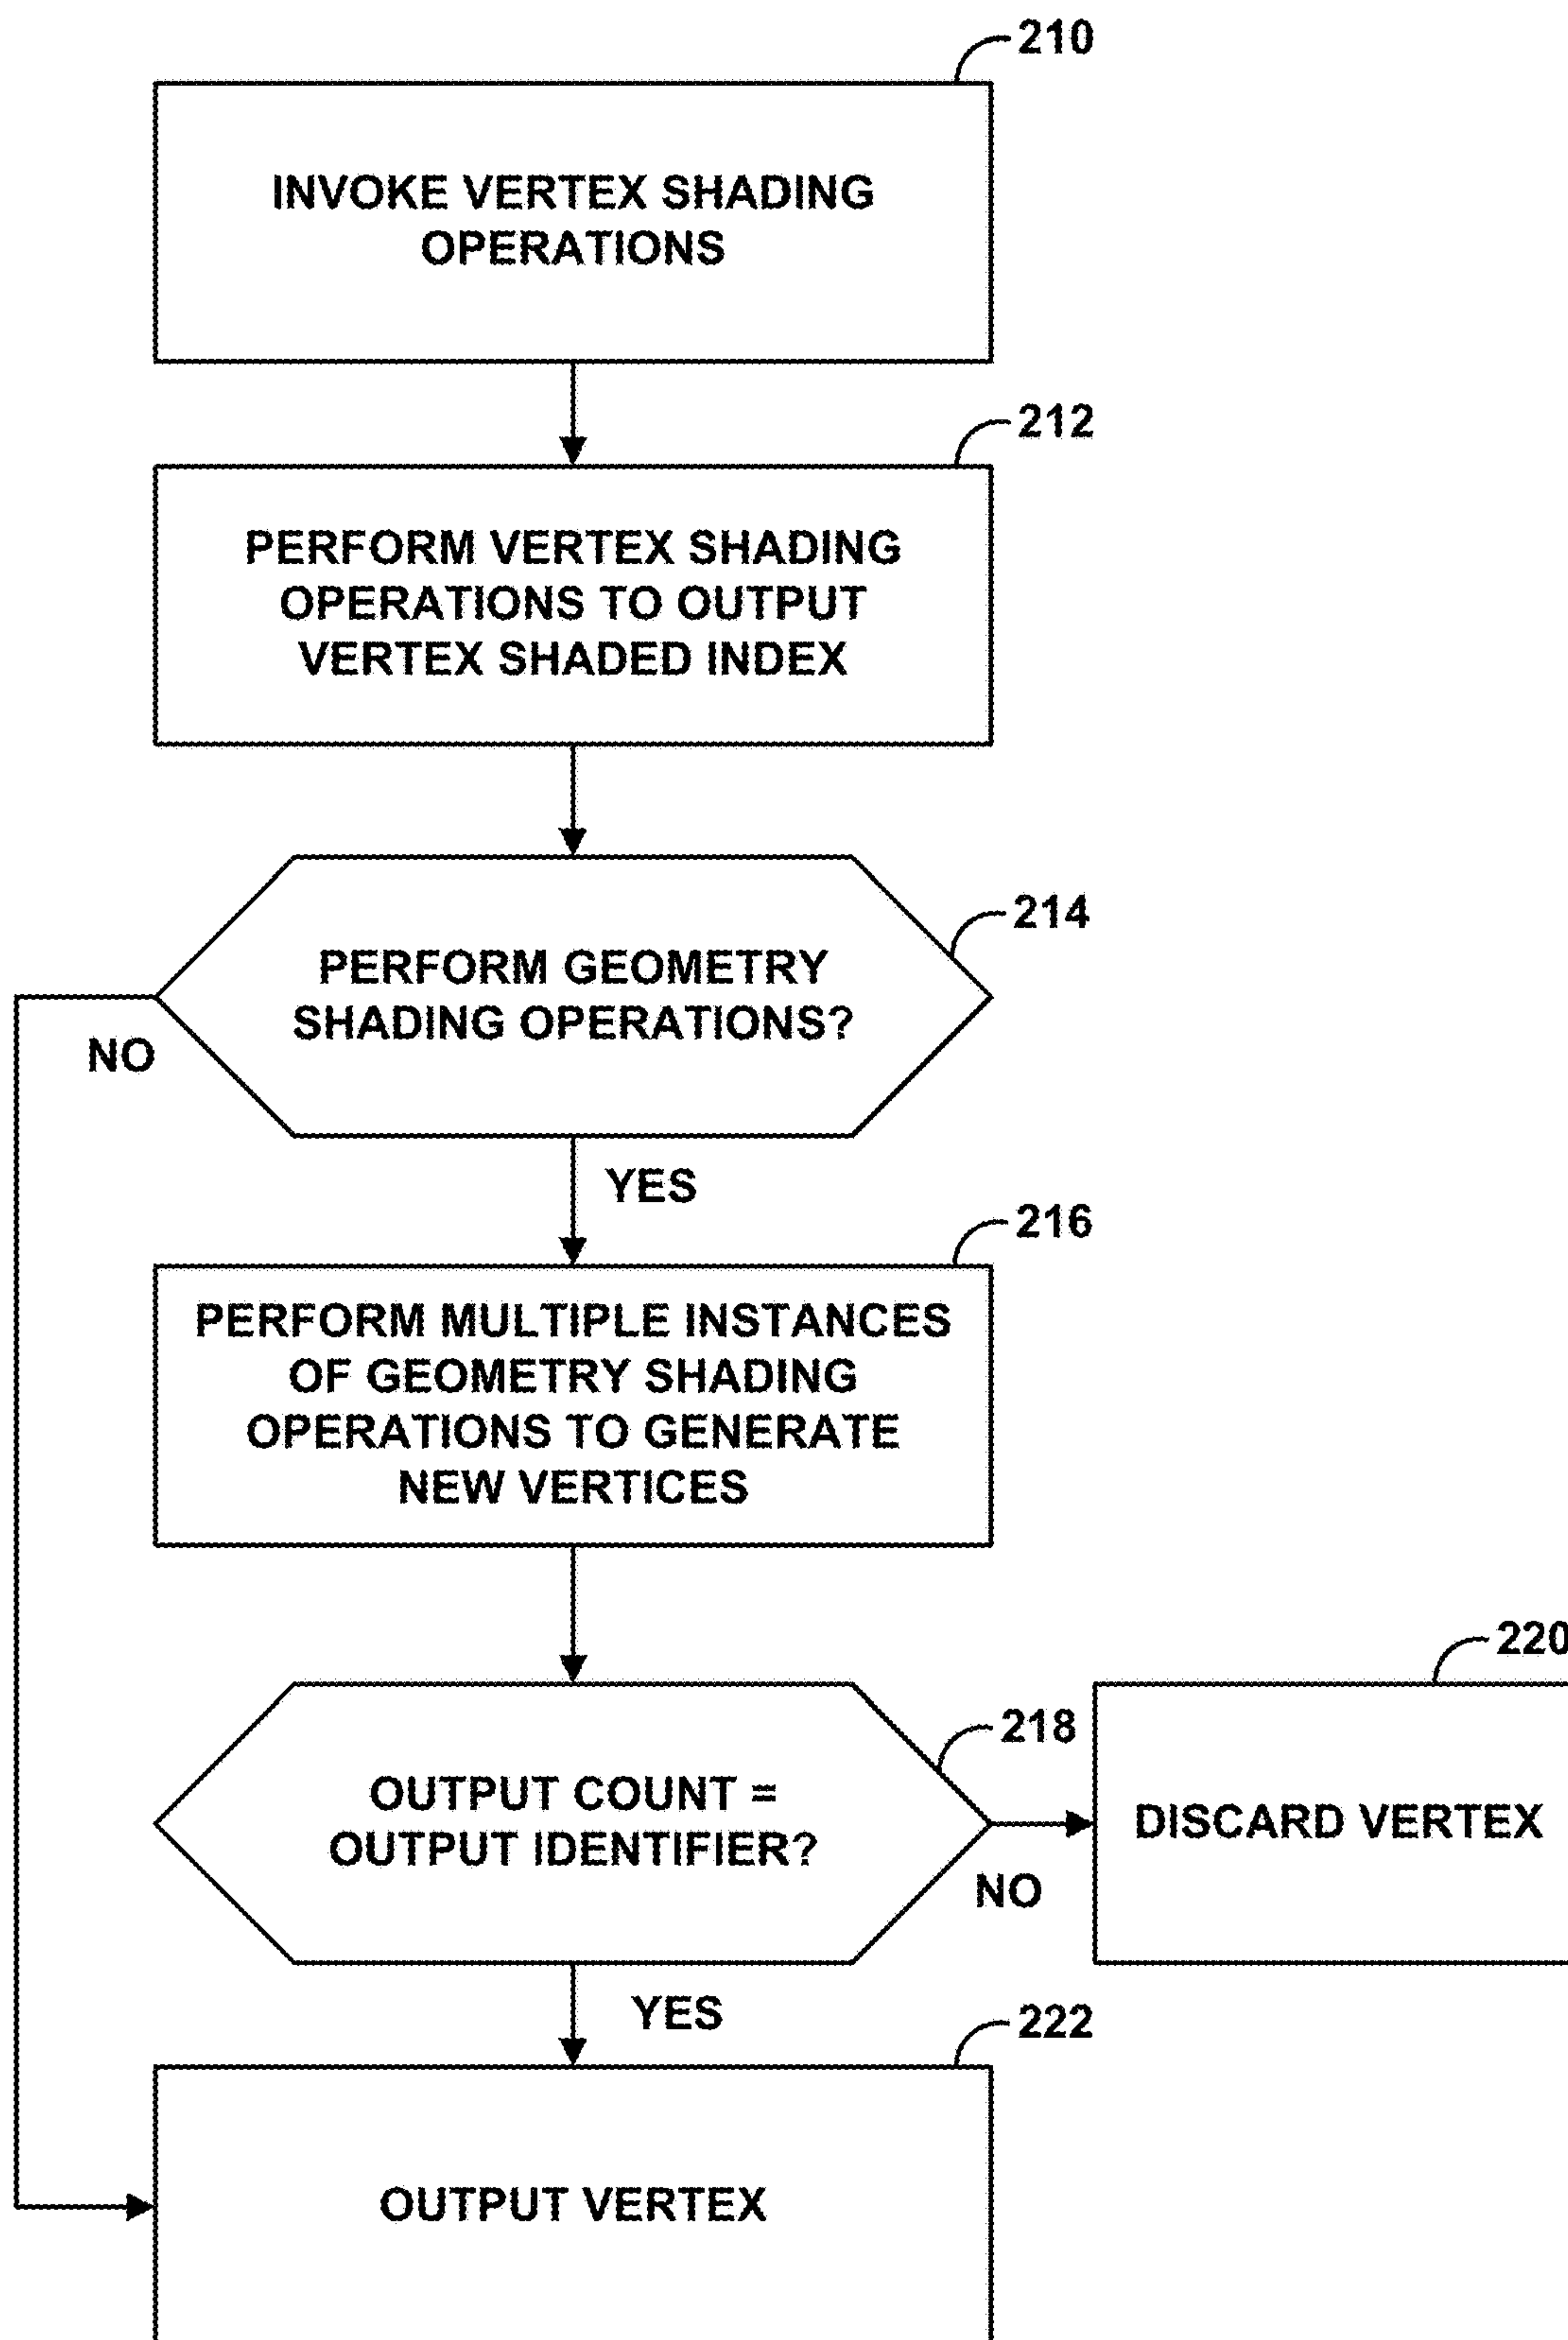 210
INVOKE VERTEX SHADING
OPERATIONS
212
PERFORM VERTEX SHADING
OPERATIONS TO OUTPUT
VERTEX SHADED INDEX
214
PERFORM GEOMETRY
SHADING OPERATIONS?
NO
YES
216
PERFORM MULTIPLE INSTANCES
OF GEOMETRY SHADING
OPERATIONS TO GENERATE
NEW VERTICES
218
OUTPUT COUNT =
OUTPUT IDENTIFIER?
NO
220
DISCARD VERTEX
YES
222
OUTPUT VERTEX